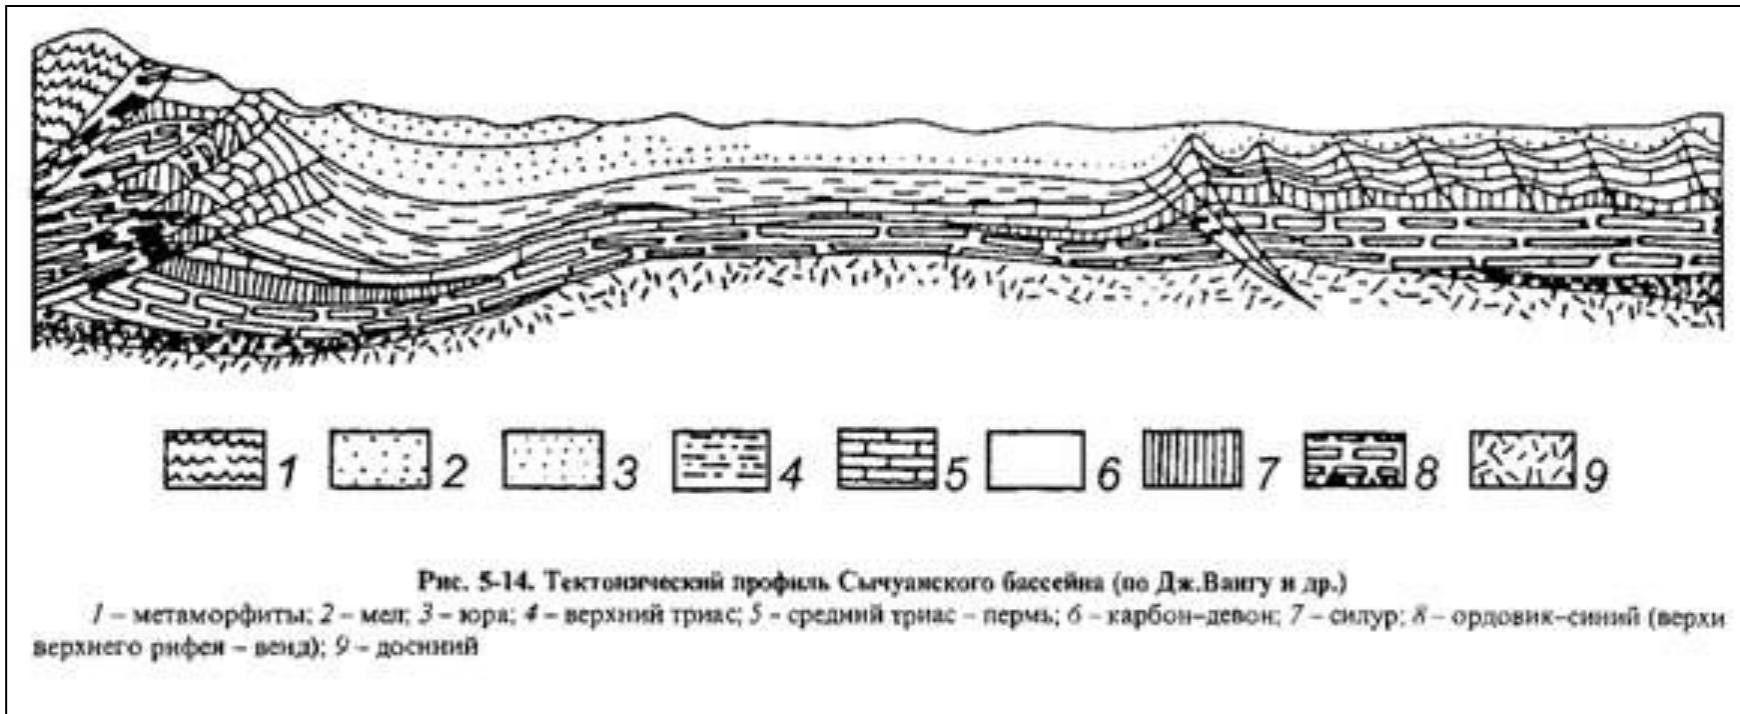 1 2 3 4 5 6 7 8 9
Рис. 5-14. Тектонический профиль Сычуанского бассейна (по Дж.Вангу и др.)
1 – метаморфиты; 2 – мел; 3 – юра; 4 – верхний триас; 5 - средний триас – пермь; 6 – карбон–девон; 7 – силур; 8 – ордовик–синий (верхи
верхнего рифея – венд); 9 – досиний